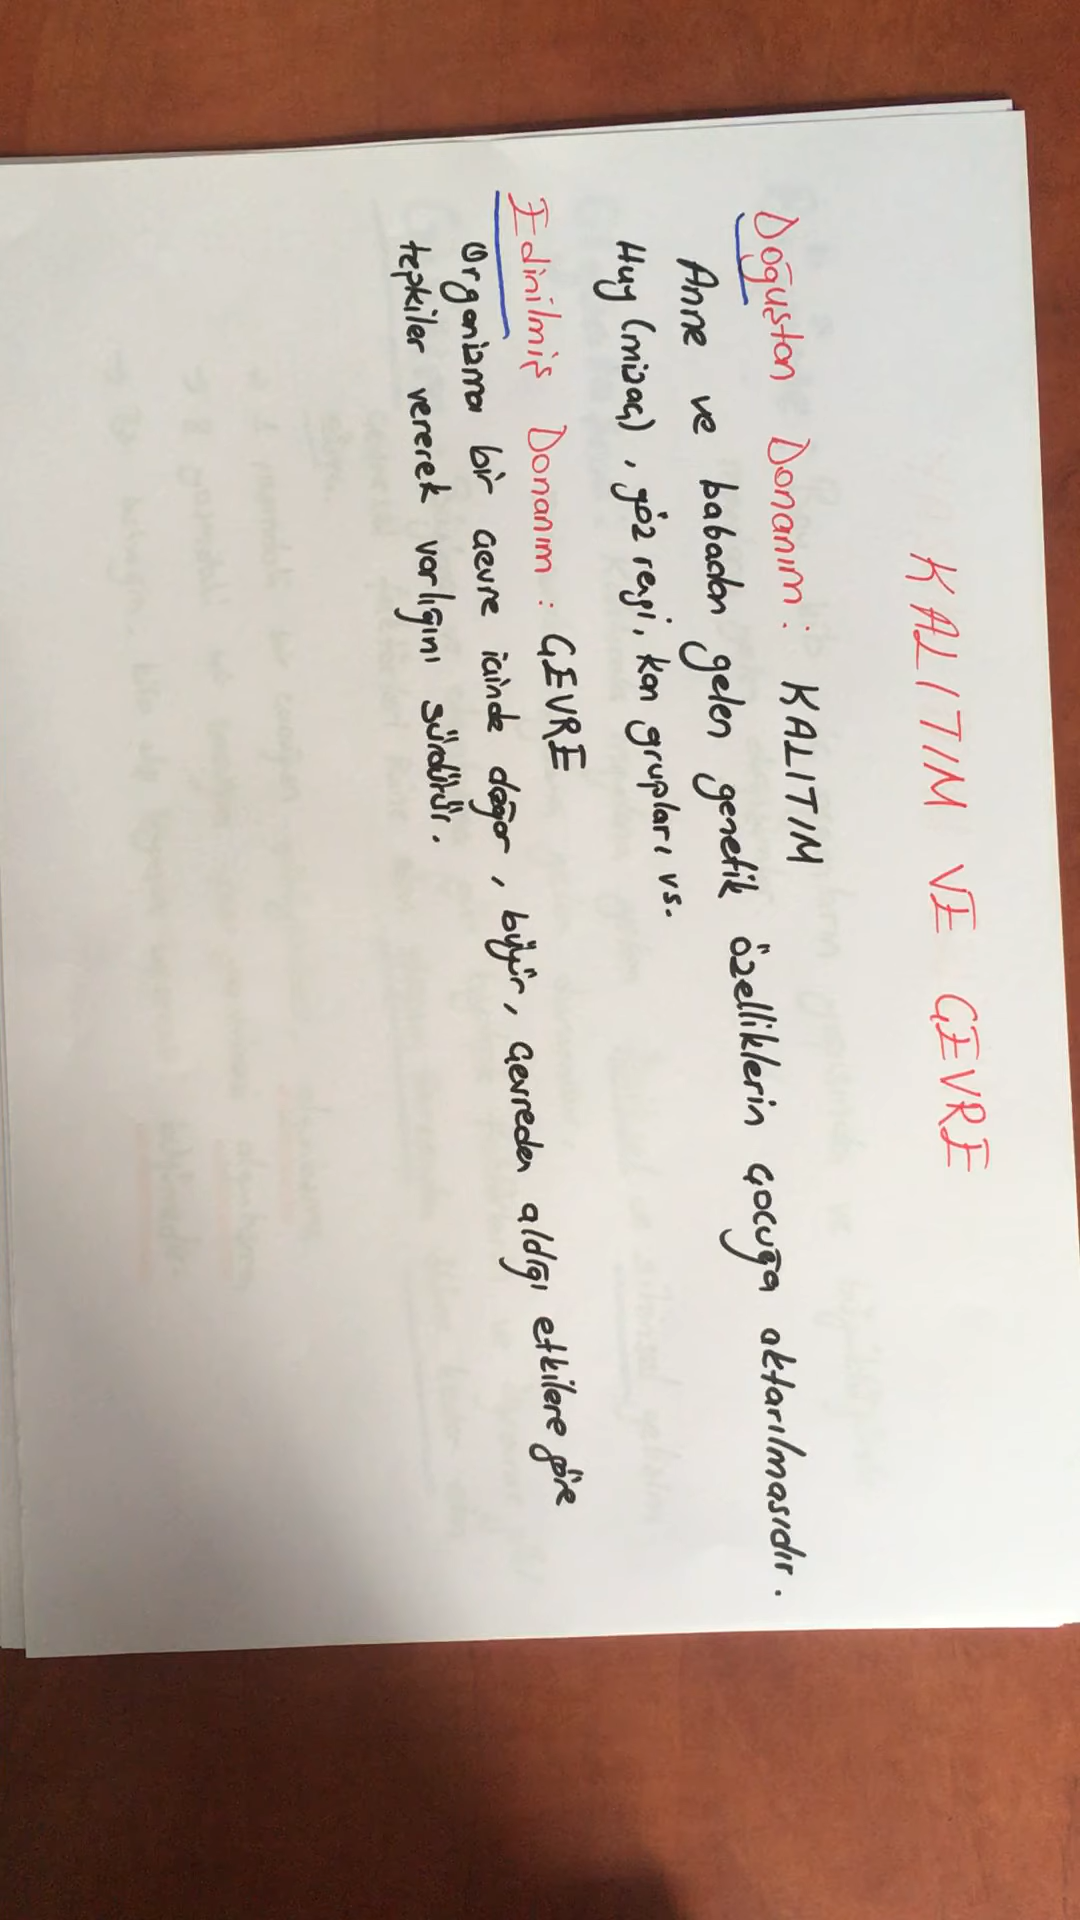 KALITIM VE ÇEVRE
Doğuştan Donanım: KALITIM
Anne ve babadan gelen genetik özelliklerin çocuğa aktarılmasıdır.
Huy (mizaç), göz rengi, kan grupları vs.
Edinilmiş Donanım: ÇEVRE
Organizma bir çevre içinde doğar, büyür, çevreden aldığı etkilere göre
tepkiler vererek varlığını sürdürür.